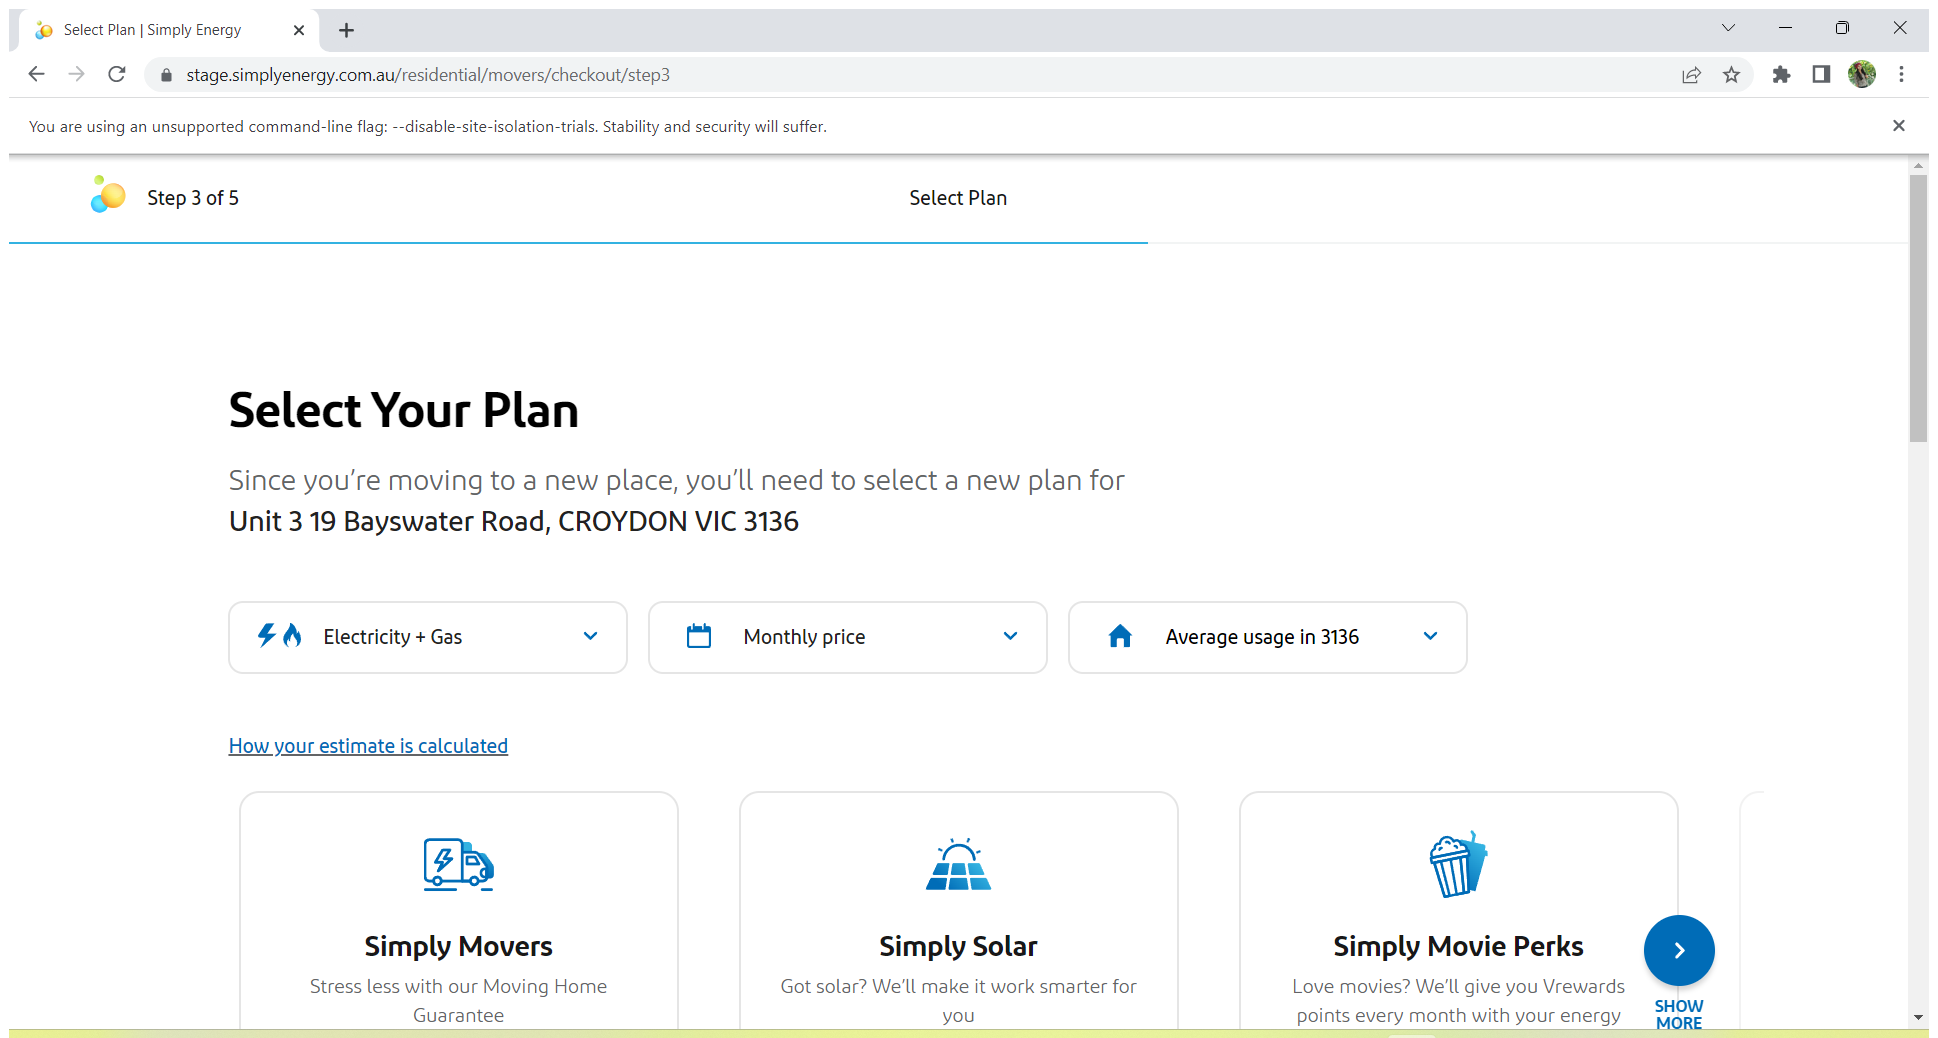 Select Plan | Simply Energy
stage.simplyenergy.com.au/residential/movers/checkout/step3
You are using an unsupported command-line flag: --disable-site-isolation-trials. Stability and security will suffer.
Step 3 of 5
Select Plan
Select Your Plan
Since you're moving to a new place, you'll need to select a new plan for
Unit 3 19 Bayswater Road, CROYDON VIC 3136
Electricity + Gas
Monthly price
Average usage in 3136
How your estimate is calculated
Simply Movers
Stress less with our Moving Home
Guarantee
Simply Solar
Got solar? We'll make it work smarter for
you
Simply Movie Perks
Love movies? We'll give you Vrewards
points every month with your energy
SHOW
MORE